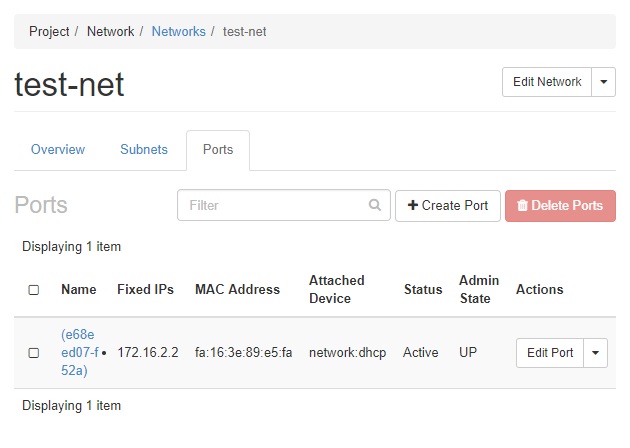 Project / Network / Networks / test-net
test-net
Edit Network
Overview Subnets Ports
Ports
Filter
Create Port
Delete Ports
Displaying 1 item
Name Fixed IPs MAC Address Attached Device Status Admin State Actions
(e68eed07-f52a) • 172.16.2.2 fa:16:3e:89:e5:fa network:dhcp Active UP Edit Port
Displaying 1 item